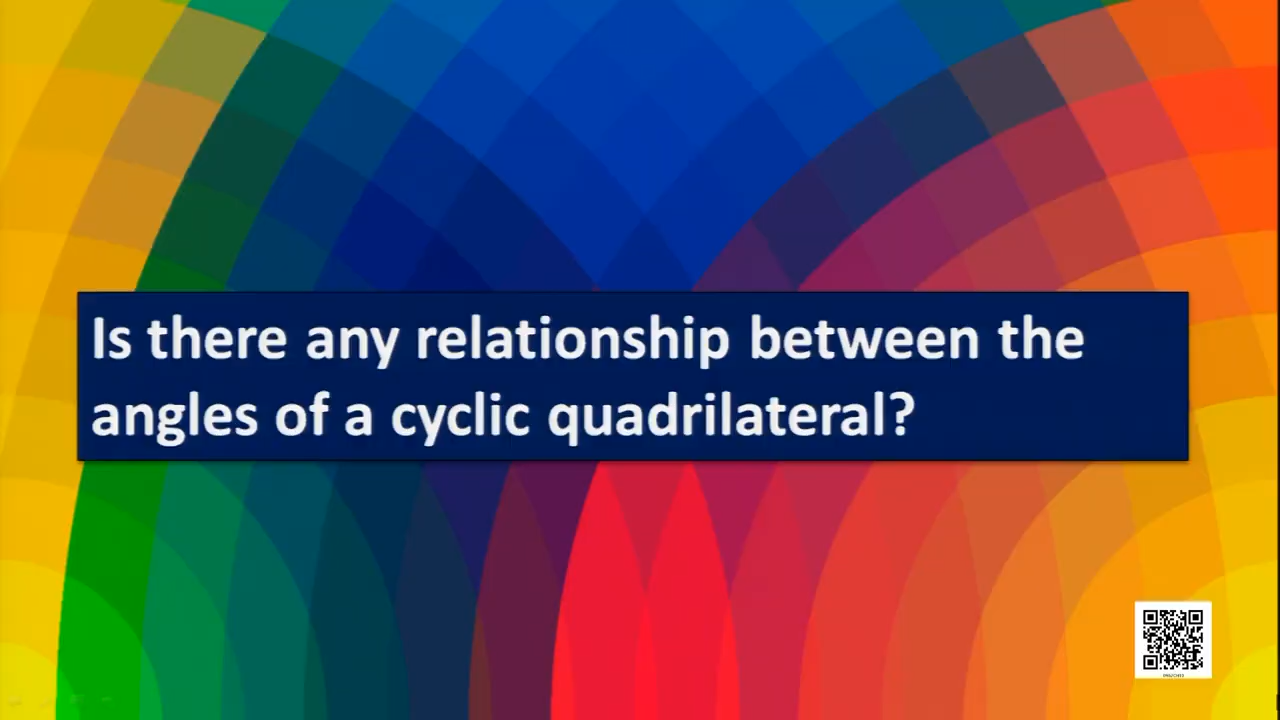 Is there any relationship between the
angles of a cyclic quadrilateral?